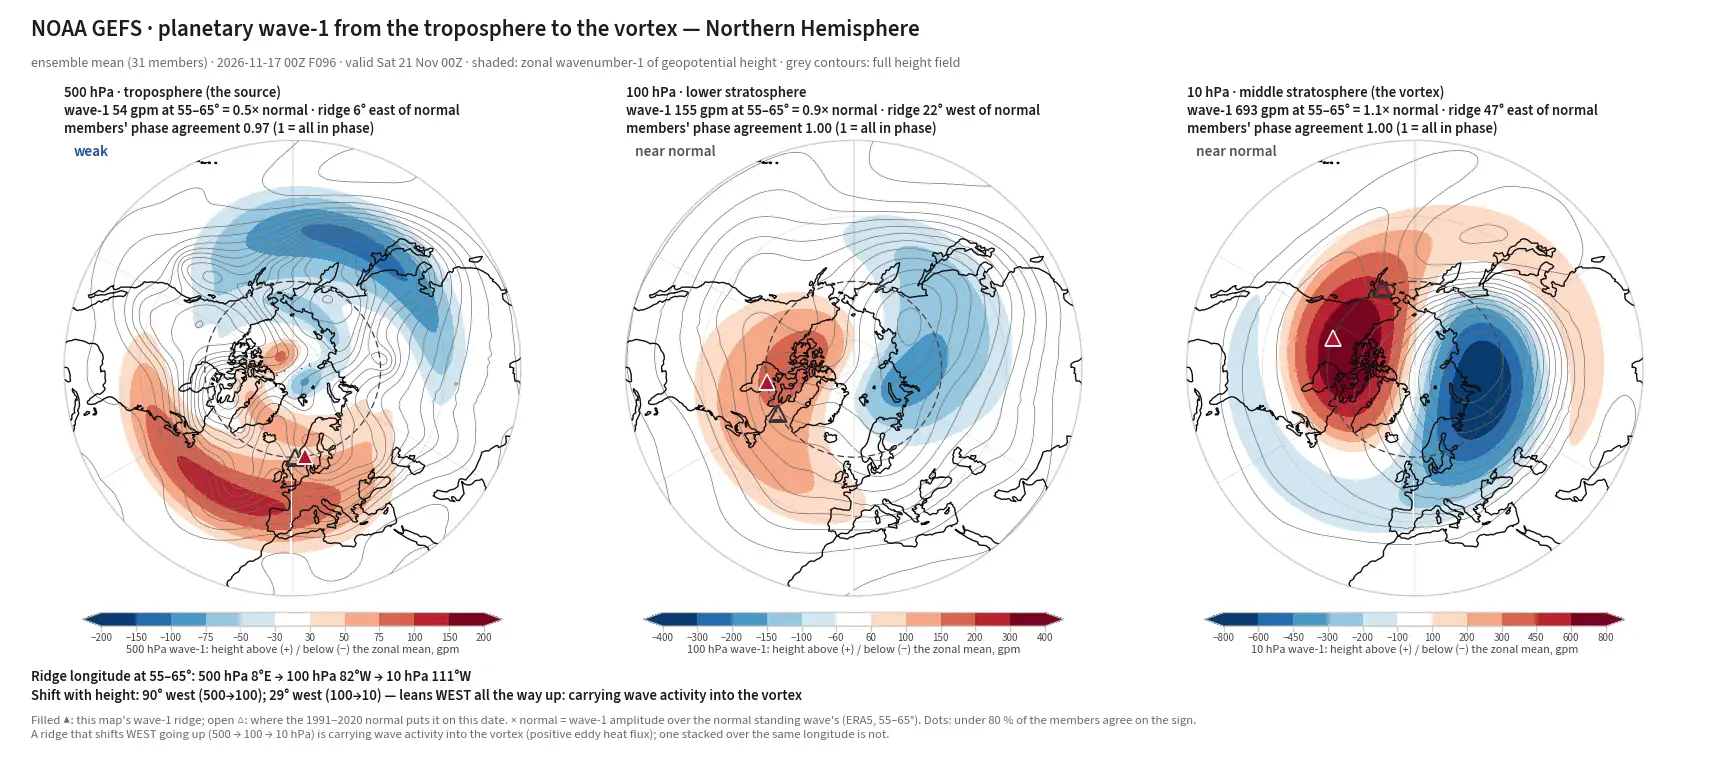 NOAA GEFS · planetary wave-1 from the troposphere to the vortex — Northern Hemisphere
ensemble mean (31 members) · 2026-11-17 00Z F096 · valid Sat 21 Nov 00Z · shaded: zonal wavenumber-1 of geopotential height · grey contours: full height field
500 hPa · troposphere (the source)
wave-1 54 gpm at 55–65° = 0.5× normal · ridge 6° east of normal
members' phase agreement 0.97 (1 = all in phase)
weak
100 hPa · lower stratosphere
wave-1 155 gpm at 55–65° = 0.9× normal · ridge 22° west of normal
members' phase agreement 1.00 (1 = all in phase)
near normal
10 hPa · middle stratosphere (the vortex)
wave-1 693 gpm at 55–65° = 1.1× normal · ridge 47° east of normal
members' phase agreement 1.00 (1 = all in phase)
near normal
−200 −150 −100 −75 −50 −30 30 50 75 100 150 200
500 hPa wave-1: height above (+) / below (−) the zonal mean, gpm
−400 −300 −200 −150 −100 −60 60 100 150 200 300 400
100 hPa wave-1: height above (+) / below (−) the zonal mean, gpm
−800 −600 −450 −300 −200 −100 100 200 300 450 600 800
10 hPa wave-1: height above (+) / below (−) the zonal mean, gpm
Ridge longitude at 55–65°: 500 hPa 8°E → 100 hPa 82°W → 10 hPa 111°W
Shift with height: 90° west (500→100); 29° west (100→10) — leans WEST all the way up: carrying wave activity into the vortex
Filled ▲: this map's wave-1 ridge; open △: where the 1991–2020 normal puts it on this date. × normal = wave-1 amplitude over the normal standing wave's (ERA5, 55–65°). Dots: under 80 % of the members agree on the sign.
A ridge that shifts WEST going up (500 → 100 → 10 hPa) is carrying wave activity into the vortex (positive eddy heat flux); one stacked over the same longitude is not.